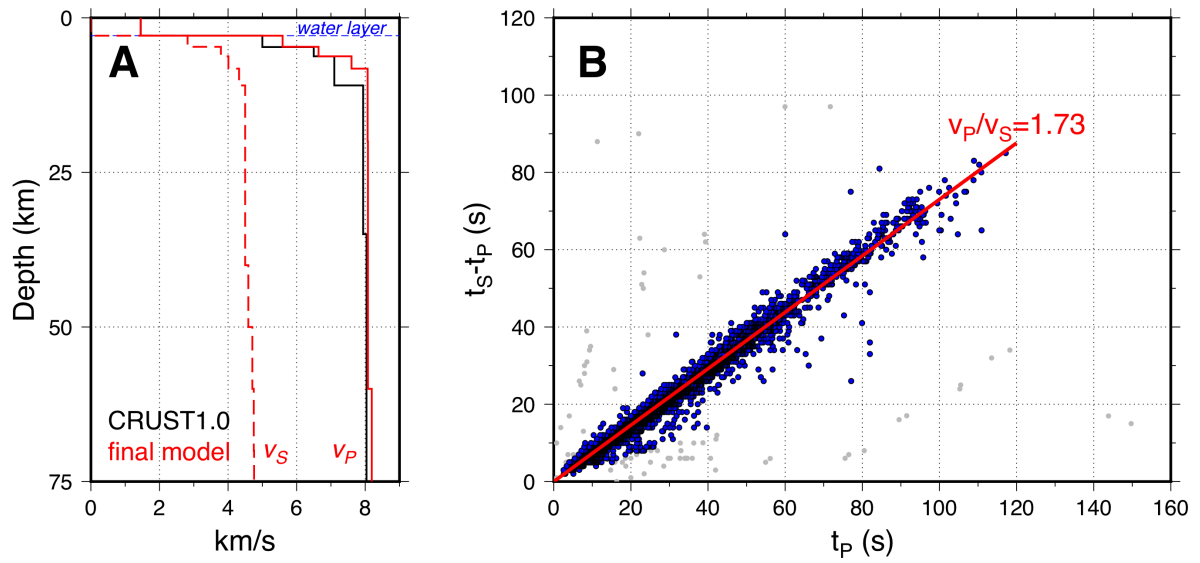 0 2 4 6 8
km/s
0
25
50
75
Depth (km)
water layer
A
CRUST1.0
final model
vS
vP
B
vP/vS=1.73
0
20
40
60
80
100
120
tS-tP (s)
0 20 40 60 80 100 120 140 160
tP (s)